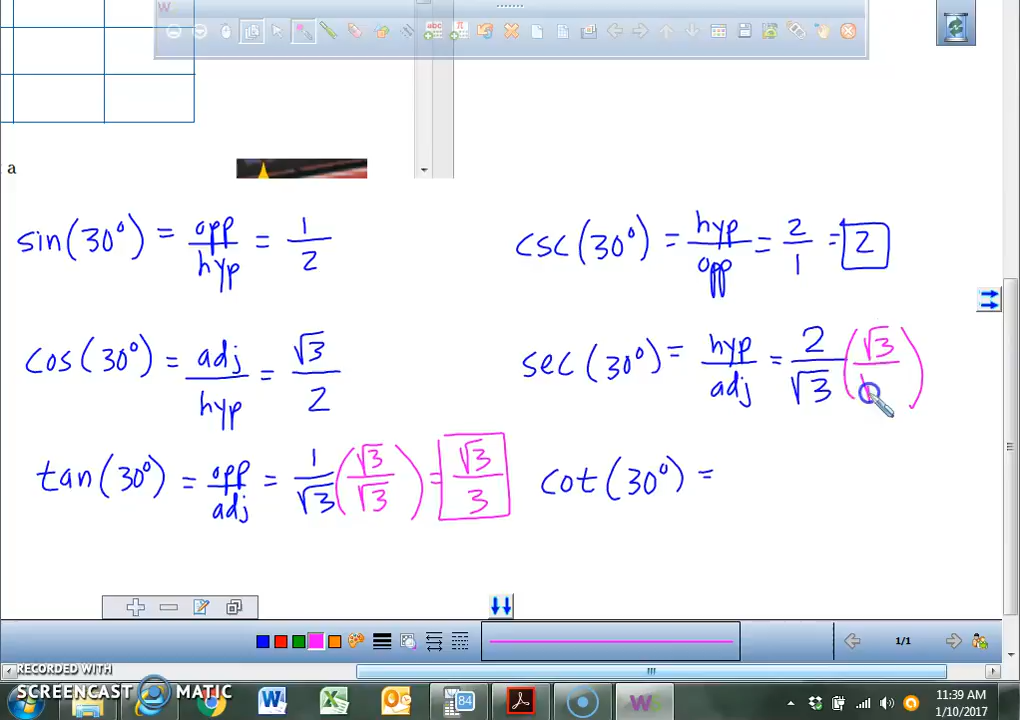 W
abc
π
a
sin(30°) = opp/hyp = 1/2
csc(30°) = hyp/opp = 2/1 = 2
cos(30°) = adj/hyp = √3/2
sec(30°) = hyp/adj = 2/√3 (√3/
tan(30°) = opp/adj = 1/√3 (√3/√3) = √3/3
cot(30°) =
1/1
RECORDED WITH
SCREENCAST MATIC
84
W
11:39 AM
1/10/2017